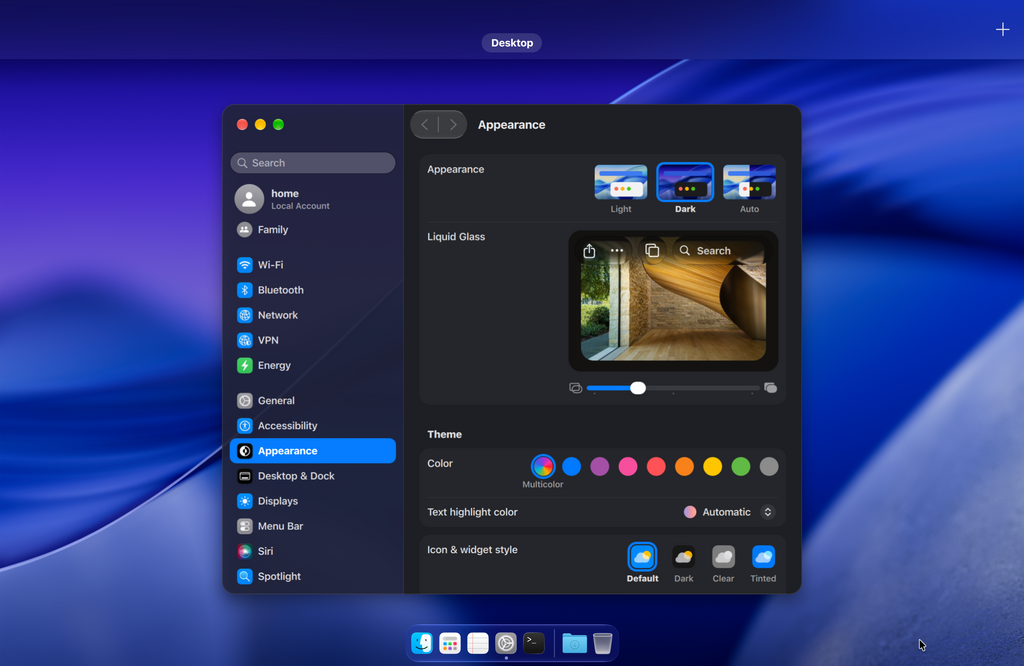 Desktop
Appearance
Search
home
Local Account
Family
Wi-Fi
Bluetooth
Network
VPN
Energy
General
Accessibility
Appearance
Desktop & Dock
Displays
Menu Bar
Siri
Spotlight
Appearance
Light
Dark
Auto
Liquid Glass
Search
Theme
Color
Multicolor
Text highlight color
Automatic
Icon & widget style
Default
Dark
Clear
Tinted